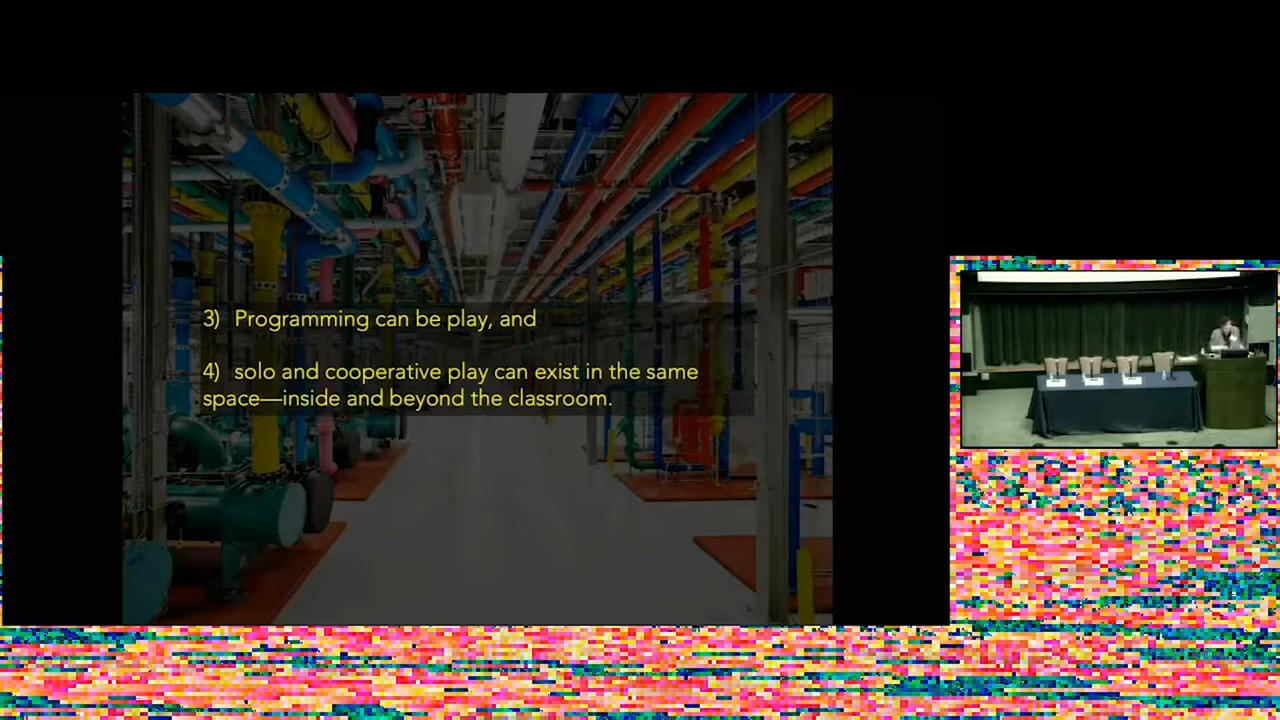 3) Programming can be play, and
4) solo and cooperative play can exist in the same
space—inside and beyond the classroom.